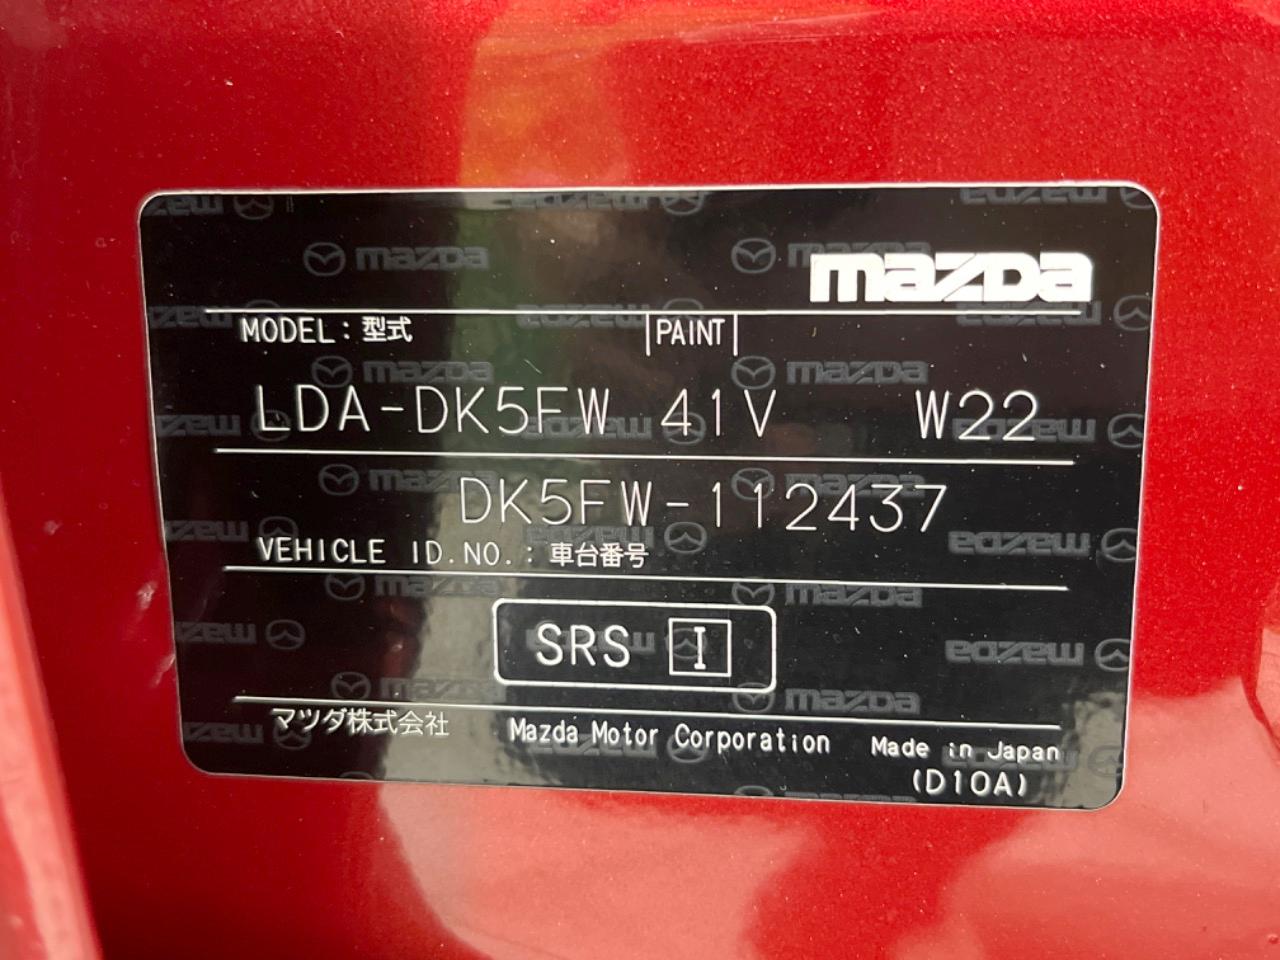 mazda
MODEL：型式 PAINT
LDA-DK5FW 41V W22
DK5FW-112437
VEHICLE ID.NO.：車台番号
SRS I
マツダ株式会社 Mazda Motor Corporation Made in Japan
(D10A)